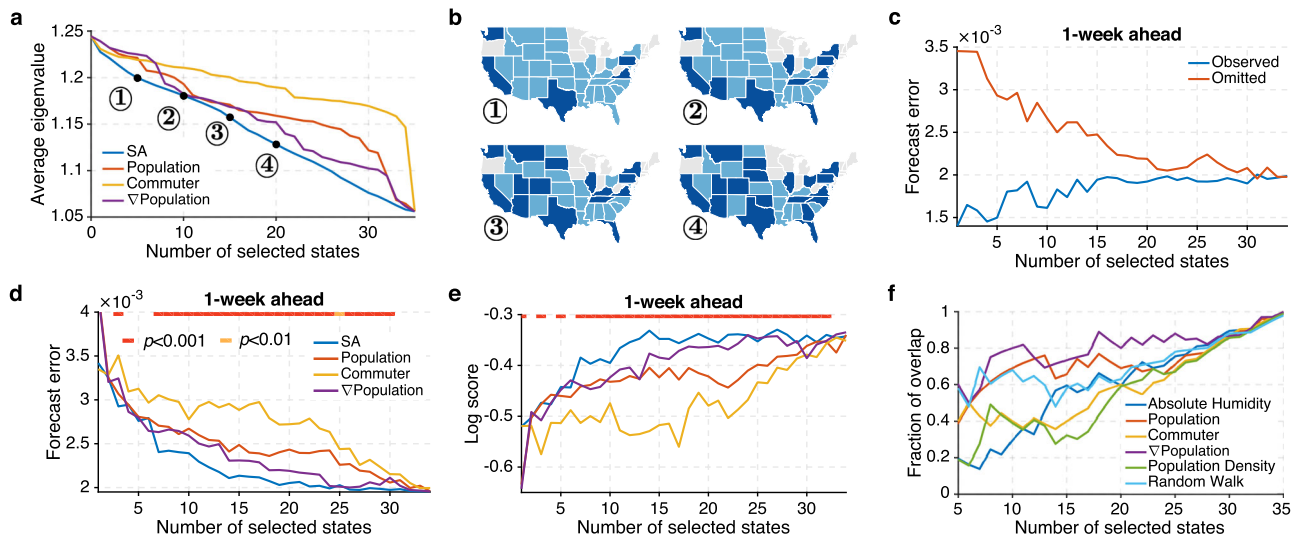 a
1.25
1.20
1.15
1.10
1.05
Average eigenvalue
①
②
③
④
SA
Population
Commuter
∇Population
0 10 20 30
Number of selected states
b
① ②
③ ④
c
×10⁻³
1-week ahead
3.5
3
2.5
2
1.5
Forecast error
Observed
Omitted
5 10 15 20 25 30
Number of selected states
d
×10⁻³
1-week ahead
4
3.5
3
2.5
2
Forecast error
p<0.001 p<0.01
SA
Population
Commuter
∇Population
5 10 15 20 25 30
Number of selected states
e
1-week ahead
-0.3
-0.4
-0.5
-0.6
Log score
5 10 15 20 25 30
Number of selected states
f
1
0.8
0.6
0.4
0.2
0
Fraction of overlap
Absolute Humidity
Population
Commuter
∇Population
Population Density
Random Walk
5 10 15 20 25 30 35
Number of selected states